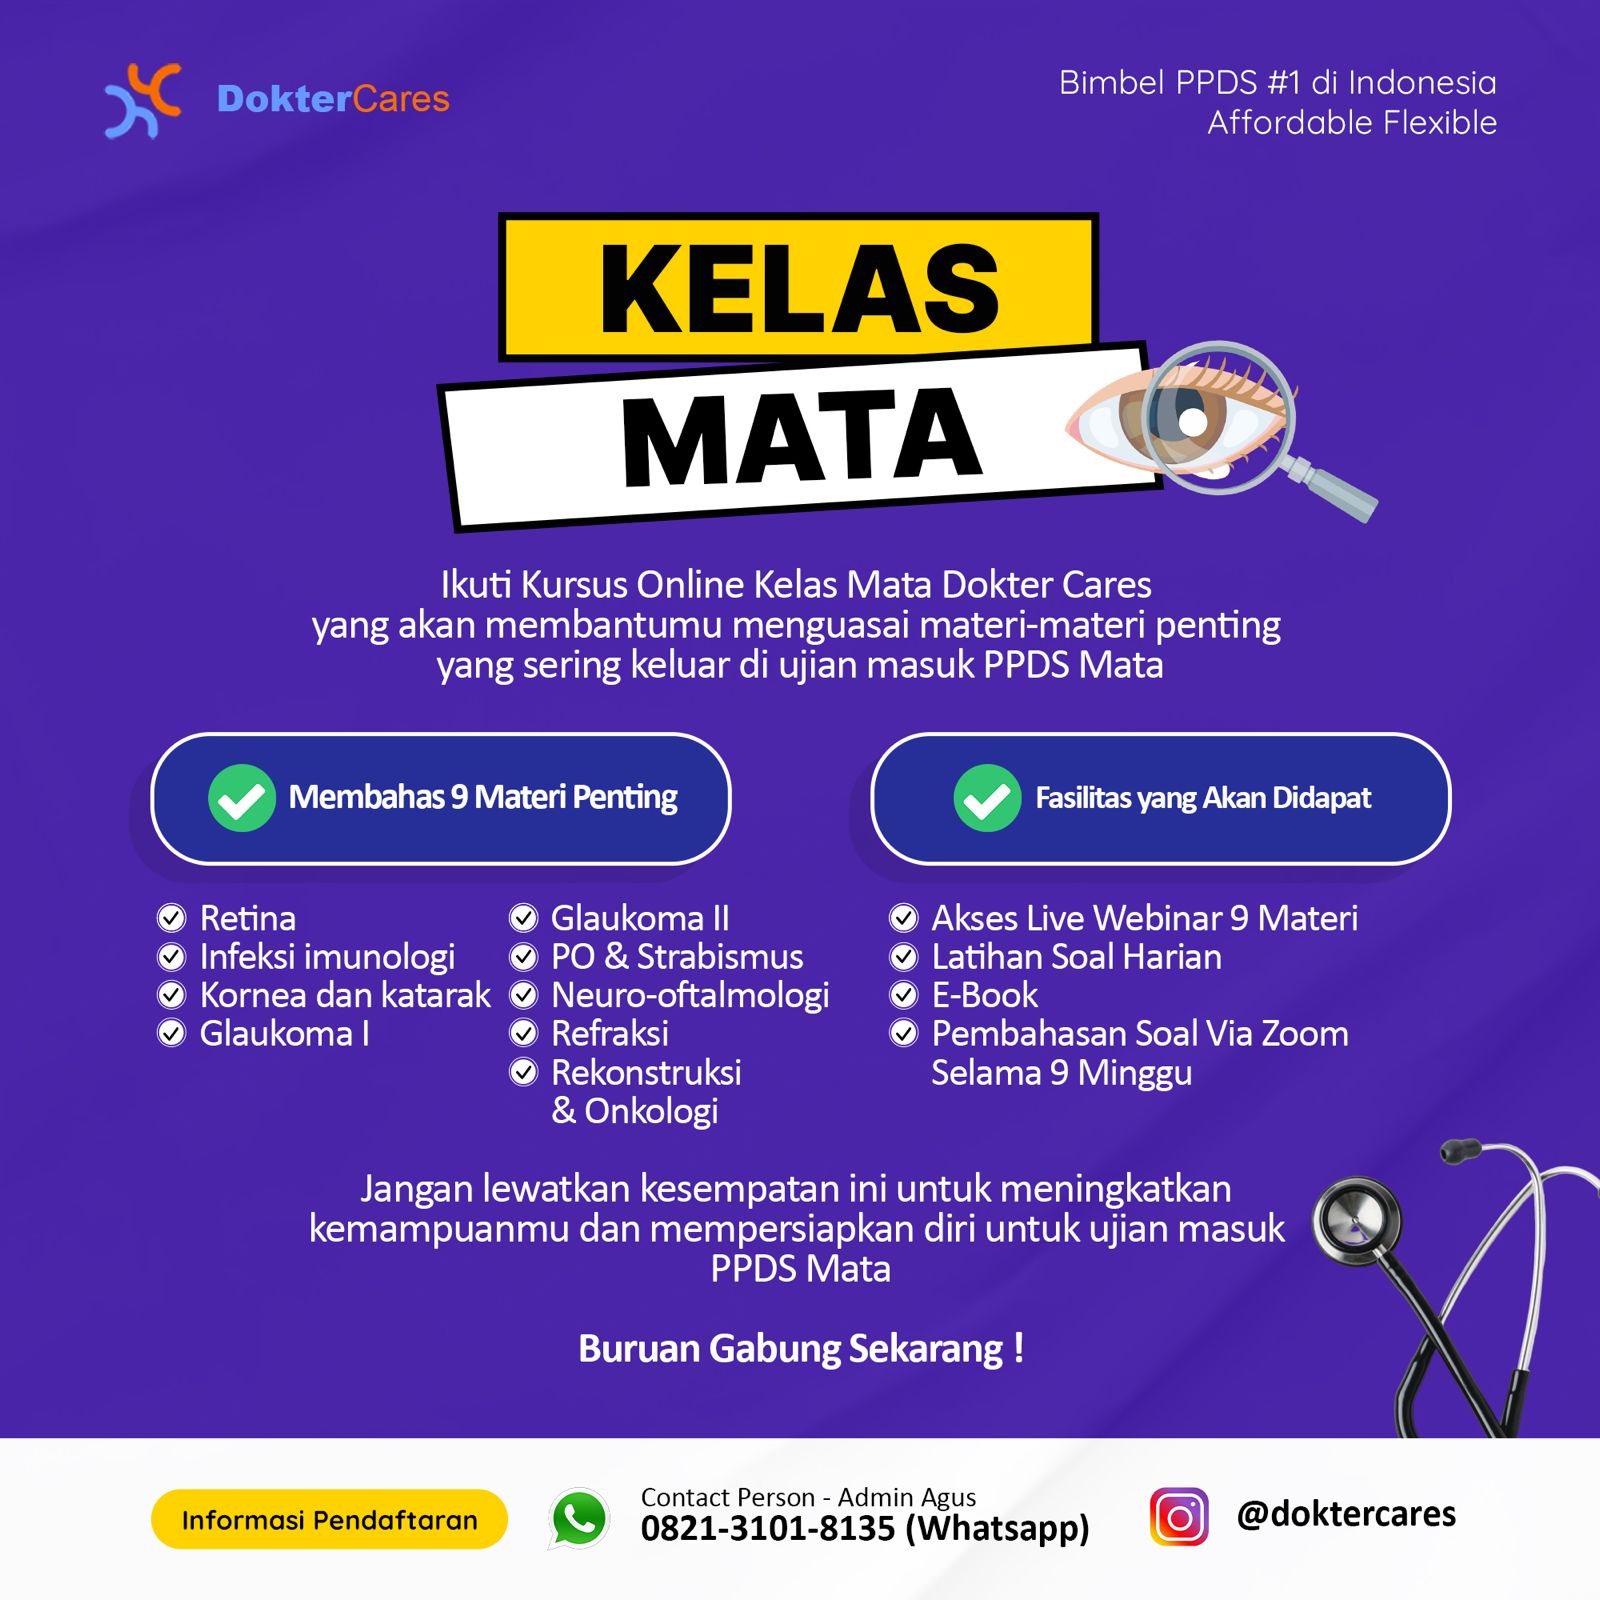 DokterCares
Bimbel PPDS #1 di Indonesia
Affordable Flexible
KELAS
MATA
Ikuti Kursus Online Kelas Mata Dokter Cares
yang akan membantumu menguasai materi-materi penting
yang sering keluar di ujian masuk PPDS Mata
Membahas 9 Materi Penting
Retina
Infeksi imunologi
Kornea dan katarak
Glaukoma I
Glaukoma II
PO & Strabismus
Neuro-oftalmologi
Refraksi
Rekonstruksi
& Onkologi
Fasilitas yang Akan Didapat
Akses Live Webinar 9 Materi
Latihan Soal Harian
E-Book
Pembahasan Soal Via Zoom
Selama 9 Minggu
Jangan lewatkan kesempatan ini untuk meningkatkan
kemampuanmu dan mempersiapkan diri untuk ujian masuk
PPDS Mata
Buruan Gabung Sekarang !
Informasi Pendaftaran
Contact Person - Admin Agus
0821-3101-8135 (Whatsapp)
@doktercares